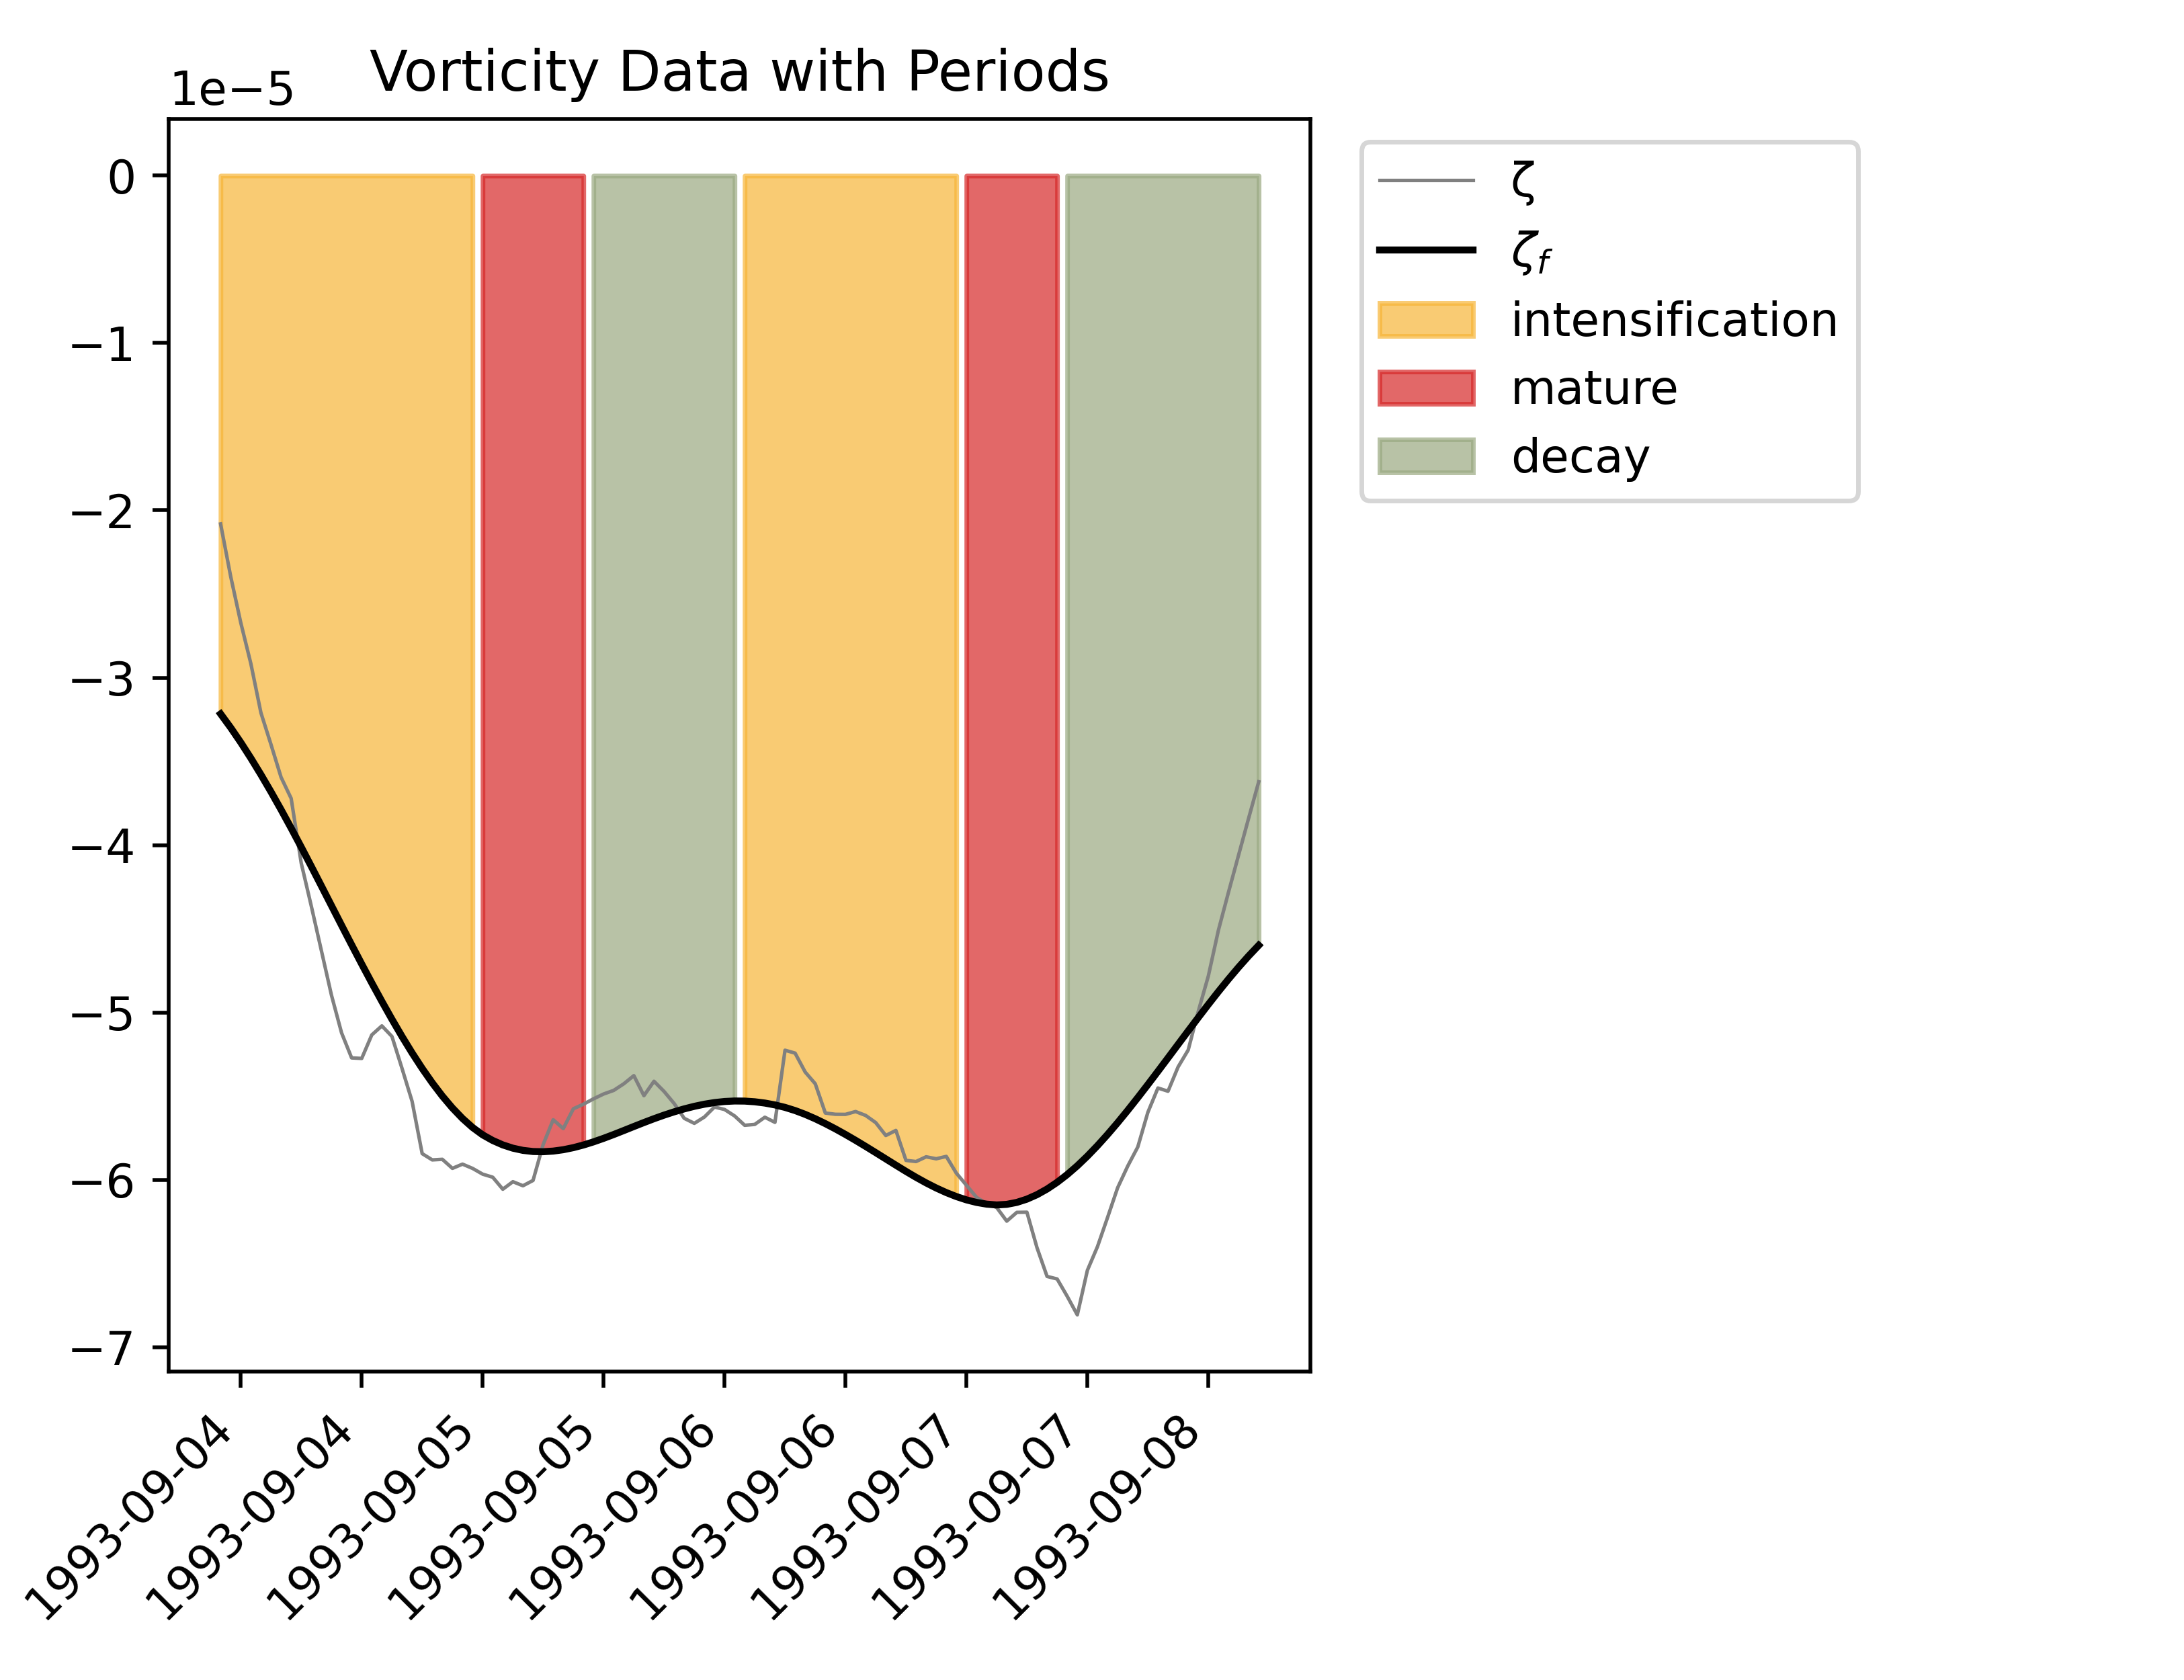 Vorticity Data with Periods
1e−5
0
−1
−2
−3
−4
−5
−6
−7
1993-09-04
1993-09-04
1993-09-05
1993-09-05
1993-09-06
1993-09-06
1993-09-07
1993-09-07
1993-09-08
ζ
ζf
intensification
mature
decay